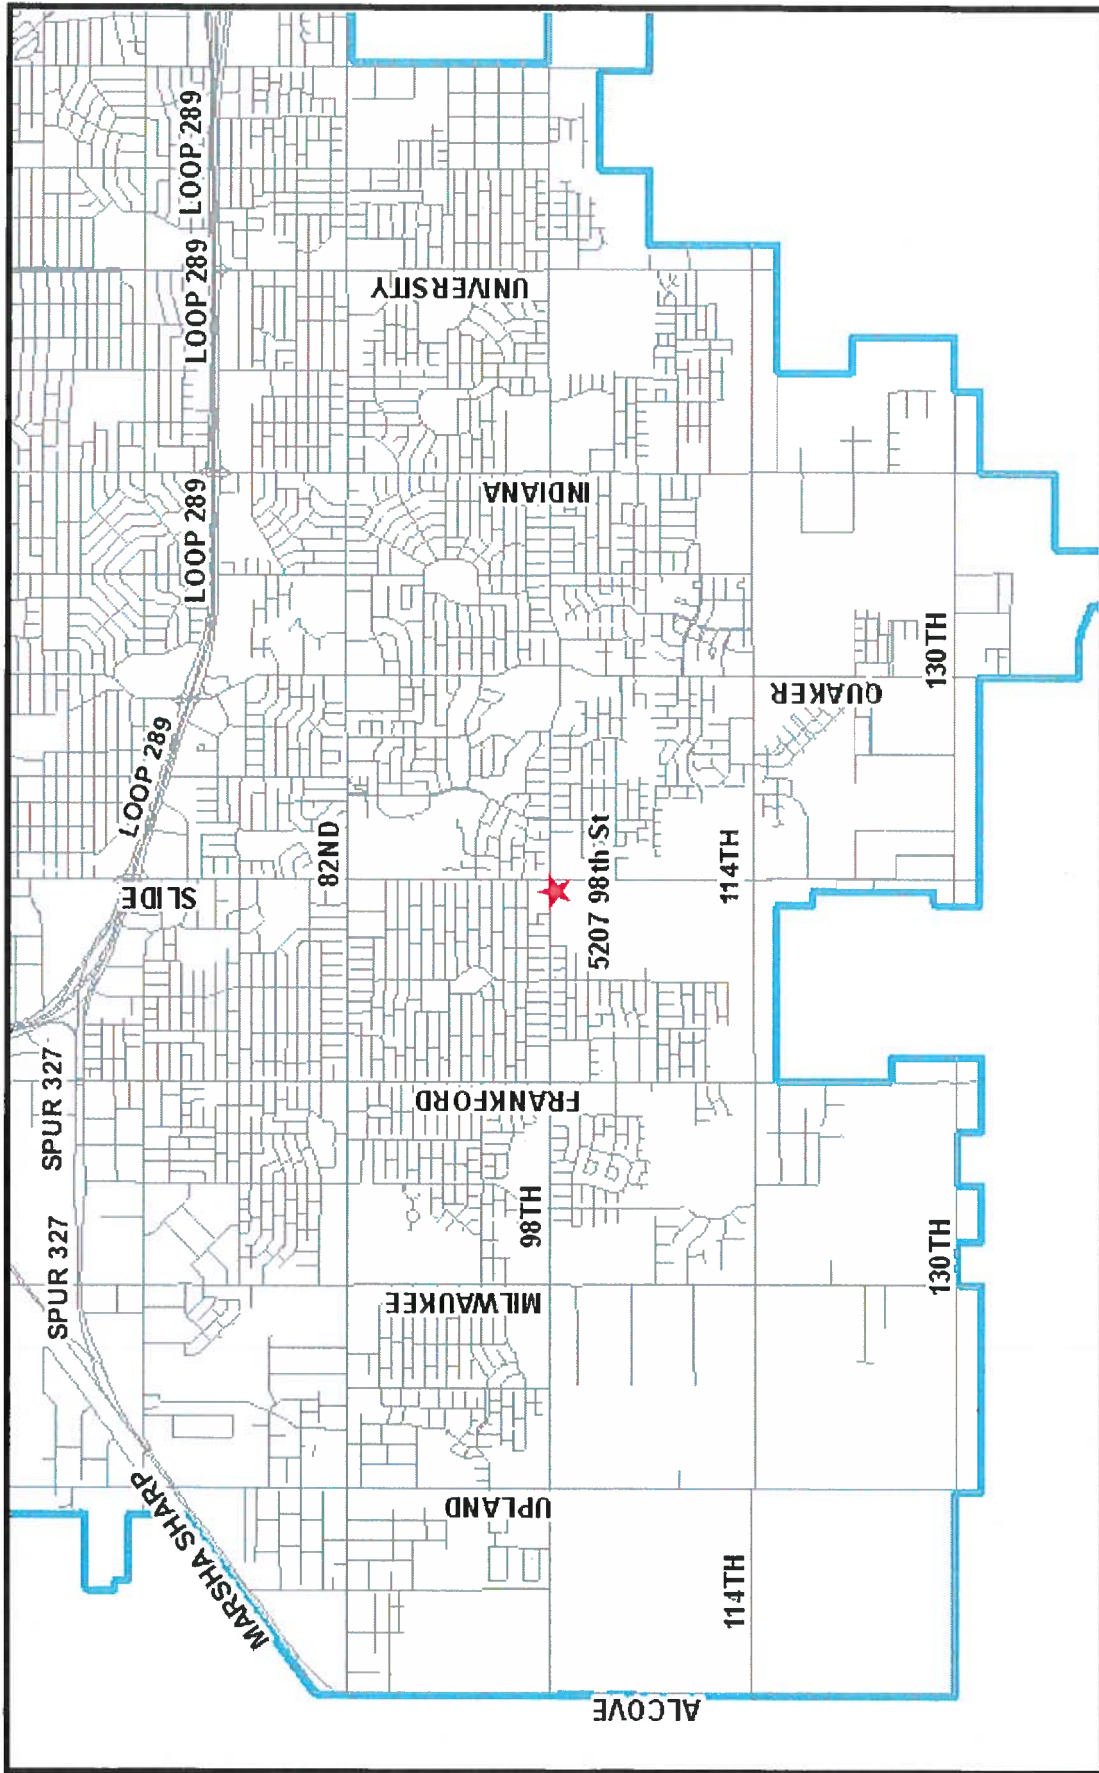 SPUR 327
SPUR 327
MARSHA SHARP
SLIDE
LOOP 289
LOOP 289
LOOP 289
LOOP 289
82ND
UPLAND
MILWAUKEE
FRANKFORD
INDIANA
UNIVERSITY
98TH
5207 98th St
ALCOVE
114TH
114TH
QUAKER
130TH
130TH